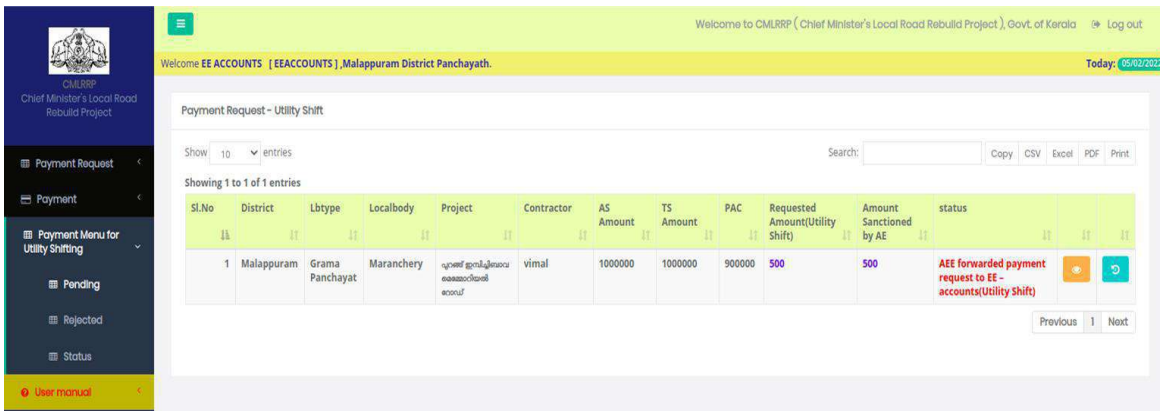 Welcome to CMLRRP ( Chief Minister's Local Road Rebuild Project ), Govt. of Kerala Log out
Welcome EE ACCOUNTS [ EEACCOUNTS ] ,Malappuram District Panchayath. Today: 05/02/2022
CMLRRP
Chief Minister's Local Road
Rebuild Project
Payment Request
Payment
Payment Menu for
Utility Shifting
Pending
Rejected
Status
User manual
Payment Request - Utility Shift
Show 10 entries Search: Copy CSV Excel PDF Print
Showing 1 to 1 of 1 entries
Sl.No District Lbtype Localbody Project Contractor AS Amount TS Amount PAC Requested Amount(Utility Shift) Amount Sanctioned by AE status
1 Malappuram Grama Panchayat Maranchery പുറങ്ങ് ഇമ്പിച്ചിബാവ മെമ്മോറിയൽ റോഡ് vimal 1000000 1000000 900000 500 500 AEE forwarded payment request to EE - accounts(Utility Shift)
Previous 1 Next